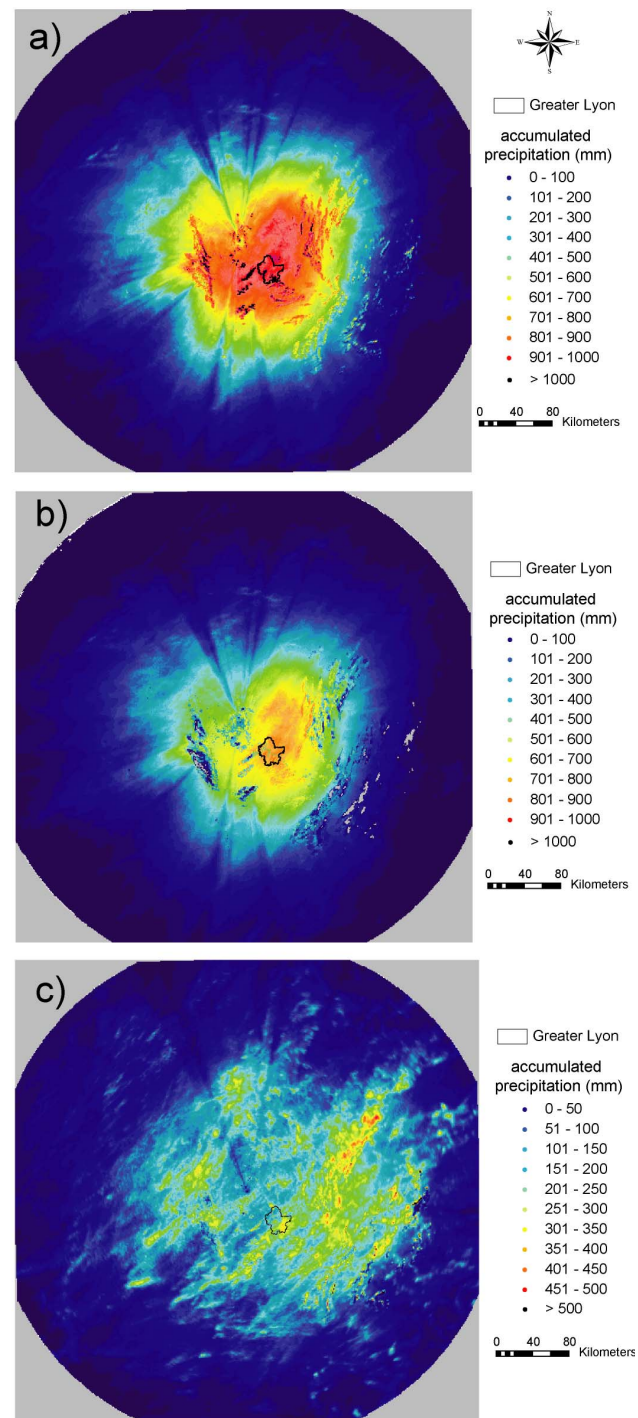 a)
N
W
E
S
Greater Lyon
accumulated
precipitation (mm)
0 - 100
101 - 200
201 - 300
301 - 400
401 - 500
501 - 600
601 - 700
701 - 800
801 - 900
901 - 1000
> 1000
0 40 80
Kilometers
b)
Greater Lyon
accumulated
precipitation (mm)
0 - 100
101 - 200
201 - 300
301 - 400
401 - 500
501 - 600
601 - 700
701 - 800
801 - 900
901 - 1000
> 1000
0 40 80
Kilometers
c)
Greater Lyon
accumulated
precipitation (mm)
0 - 50
51 - 100
101 - 150
151 - 200
201 - 250
251 - 300
301 - 350
351 - 400
401 - 450
451 - 500
> 500
0 40 80
Kilometers